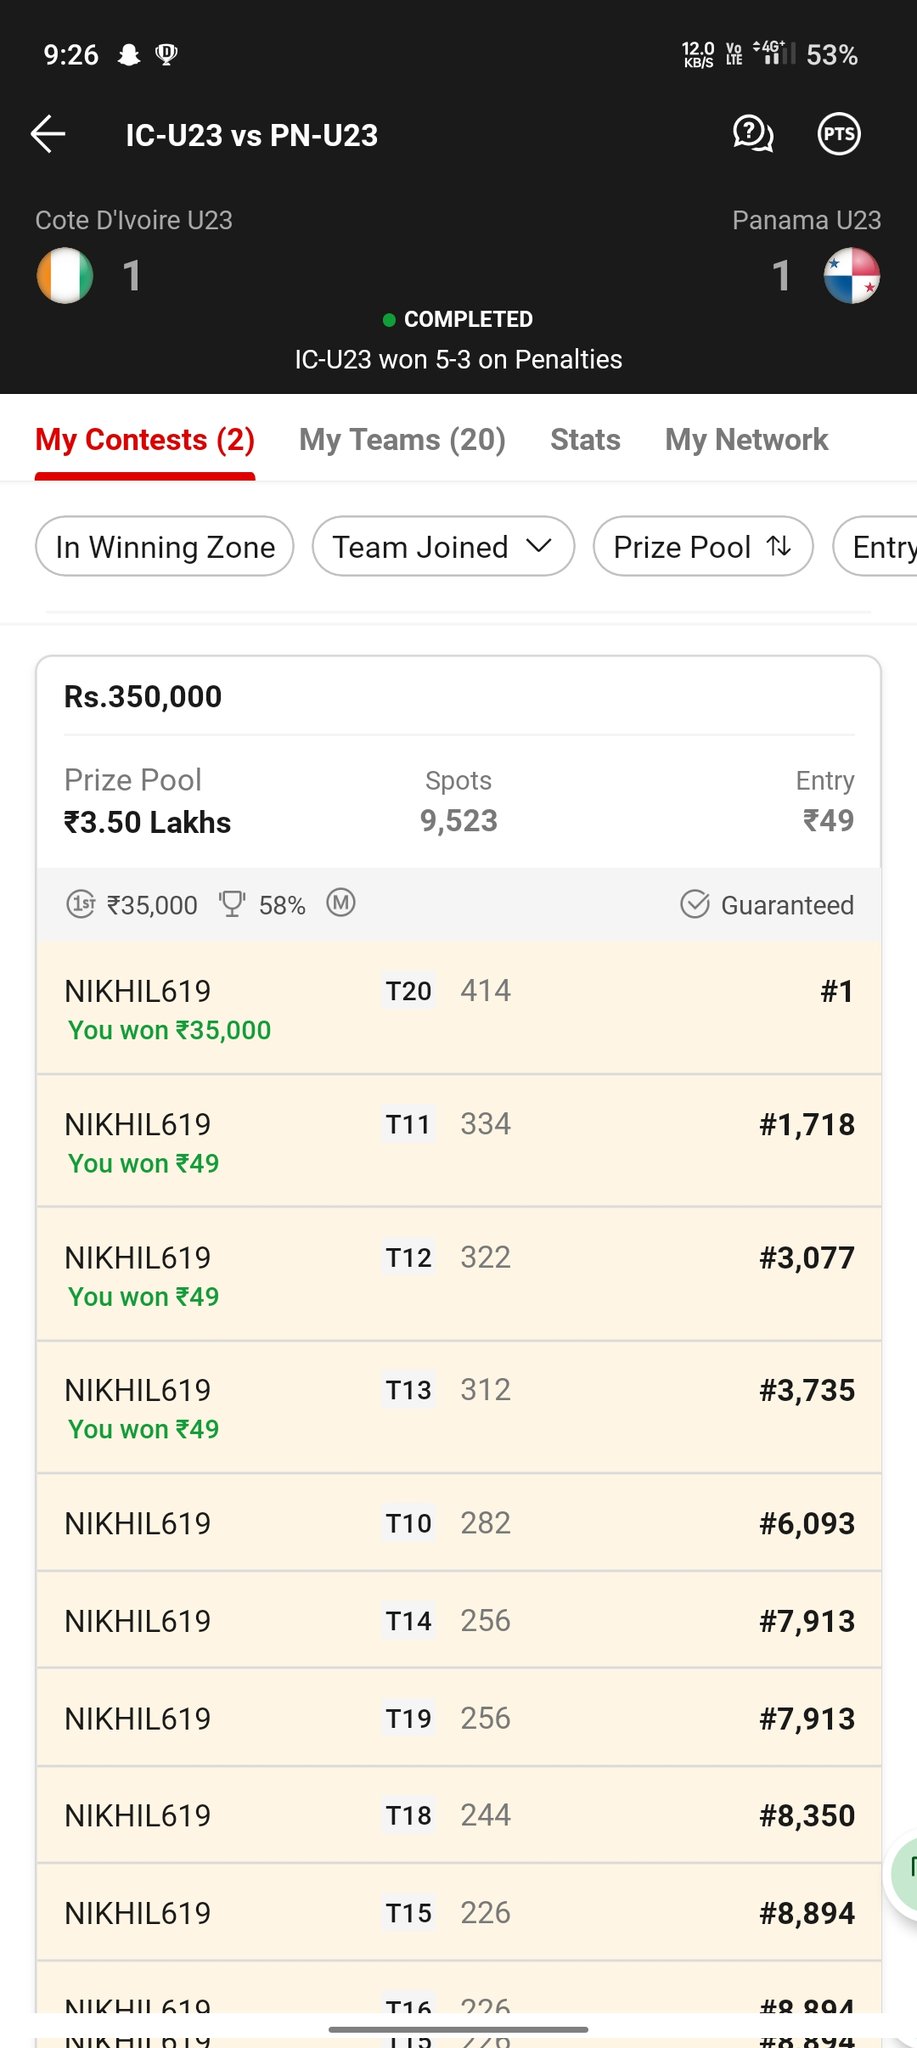 9:26 12.0 KB/S Vo LTE 4G+ 53%
IC-U23 vs PN-U23 ? PTS
Cote D'Ivoire U23 Panama U23
1 1
COMPLETED
IC-U23 won 5-3 on Penalties
My Contests (2) My Teams (20) Stats My Network
In Winning Zone Team Joined Prize Pool Entry
Rs.350,000
Prize Pool Spots Entry
₹3.50 Lakhs 9,523 ₹49
1ST ₹35,000 58% M Guaranteed
NIKHIL619 T20 414 #1
You won ₹35,000
NIKHIL619 T11 334 #1,718
You won ₹49
NIKHIL619 T12 322 #3,077
You won ₹49
NIKHIL619 T13 312 #3,735
You won ₹49
NIKHIL619 T10 282 #6,093
NIKHIL619 T14 256 #7,913
NIKHIL619 T19 256 #7,913
NIKHIL619 T18 244 #8,350
NIKHIL619 T15 226 #8,894
NIKHIL619 T16 226 #8,894
NIKHIL619 T15 226 #8,894